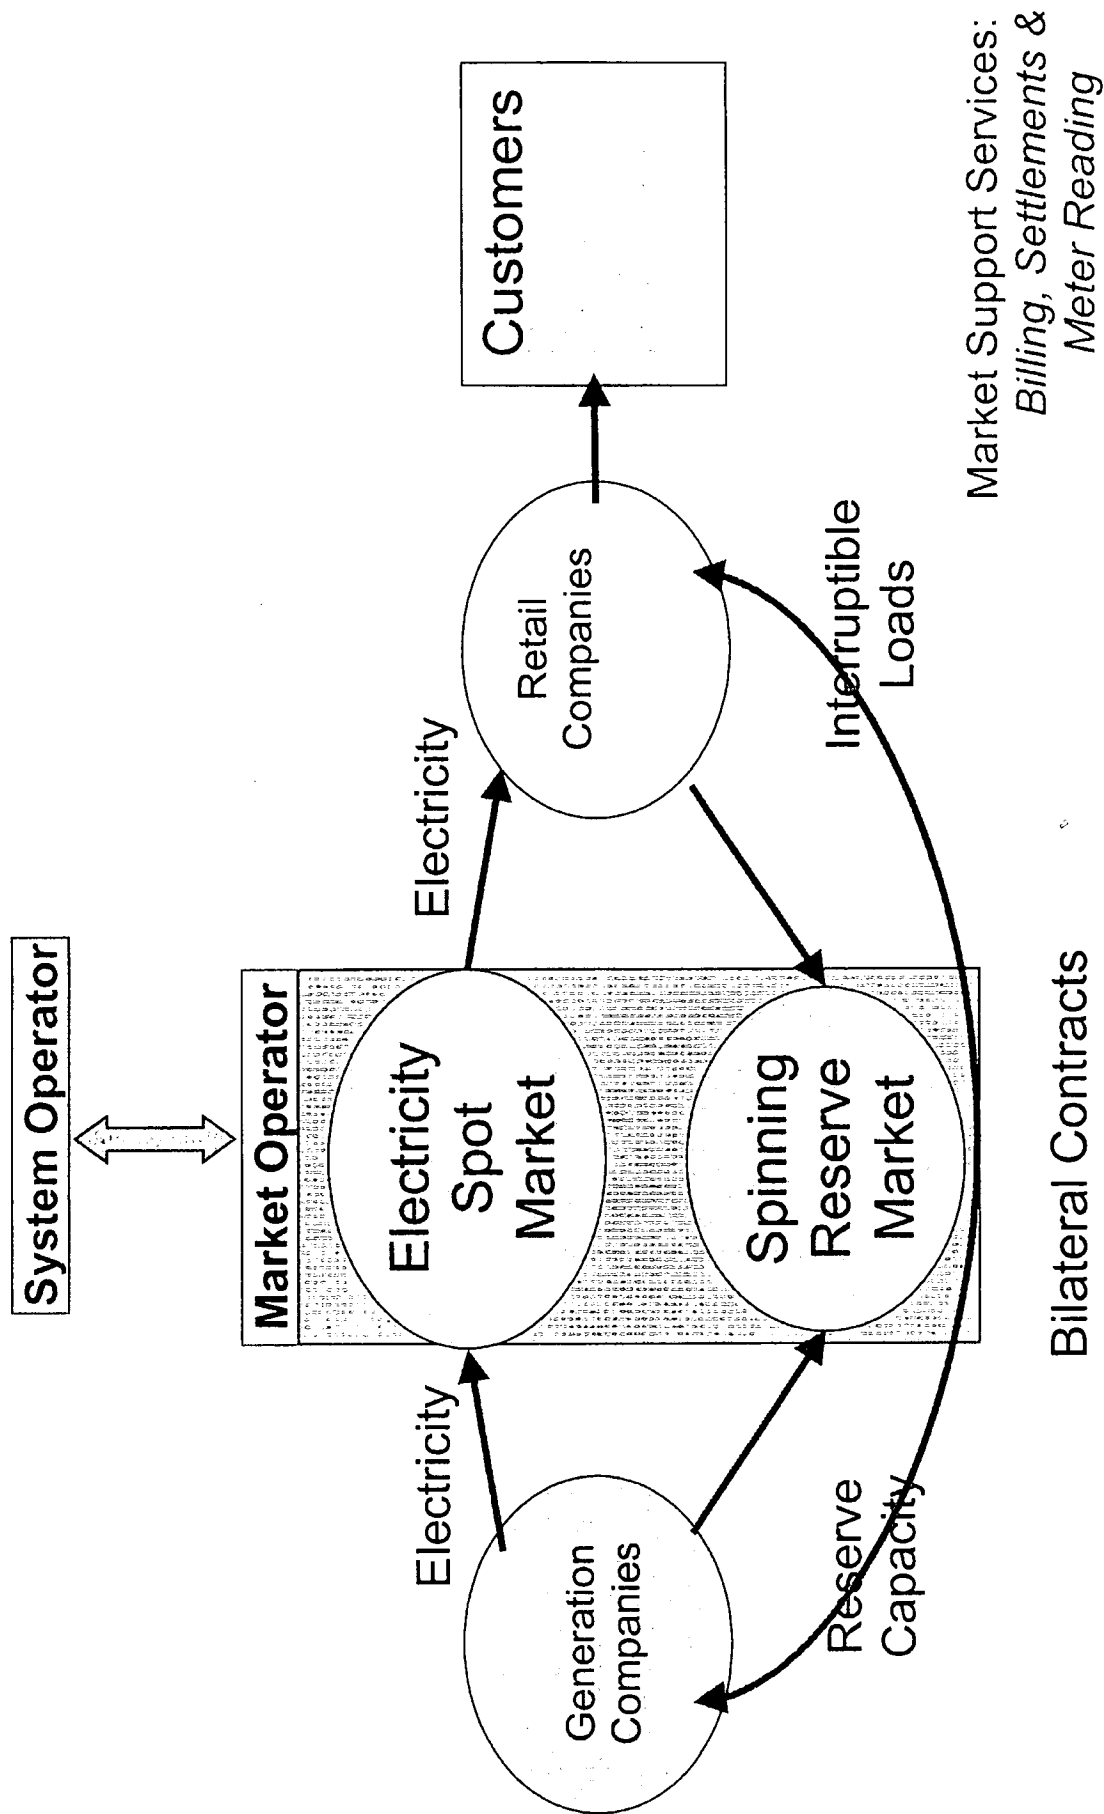 System Operator
Market Operator
Electricity
Electricity
Spot
Market
Electricity
Customers
Generation
Companies
Retail
Companies
Spinning
Reserve
Market
Reserve
Capacity
Interruptible
Loads
Bilateral Contracts
Market Support Services:
Billing, Settlements &
Meter Reading